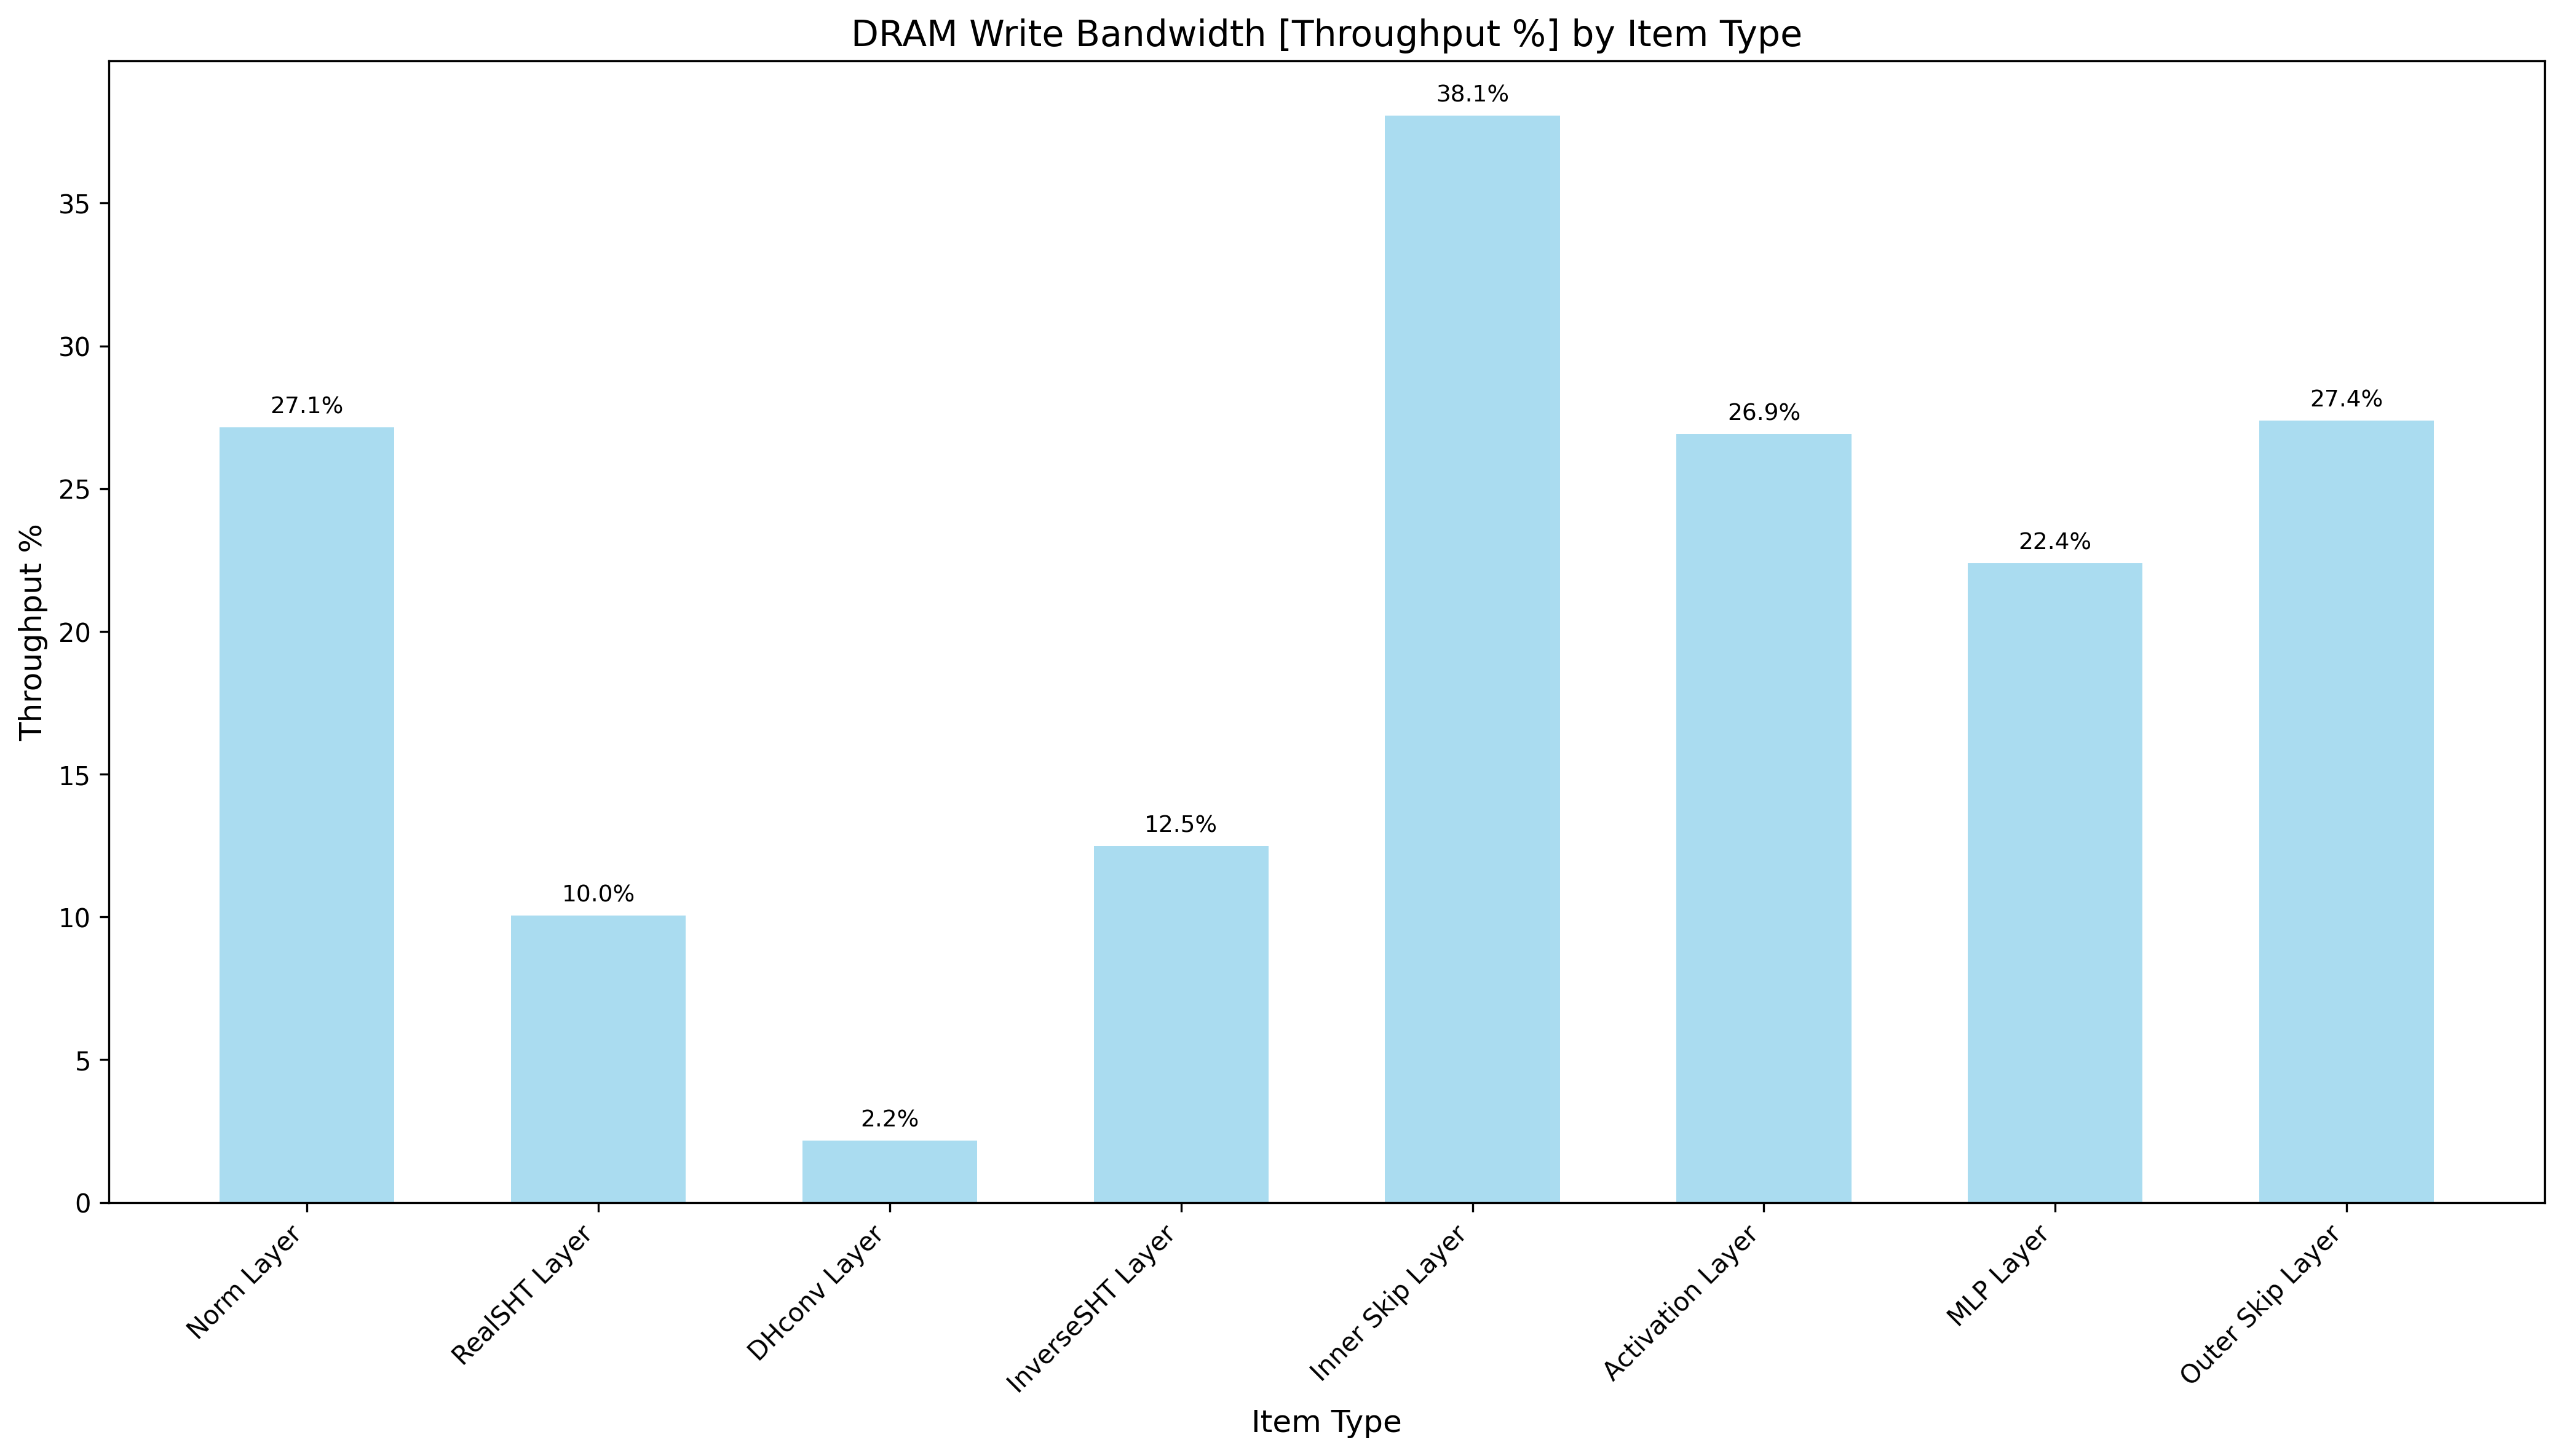 DRAM Write Bandwidth [Throughput %] by Item Type
Throughput %
35
30
25
20
15
10
5
0
27.1%
10.0%
2.2%
12.5%
38.1%
26.9%
22.4%
27.4%
Norm Layer
RealSHT Layer
DHconv Layer
InverseSHT Layer
Inner Skip Layer
Activation Layer
MLP Layer
Outer Skip Layer
Item Type